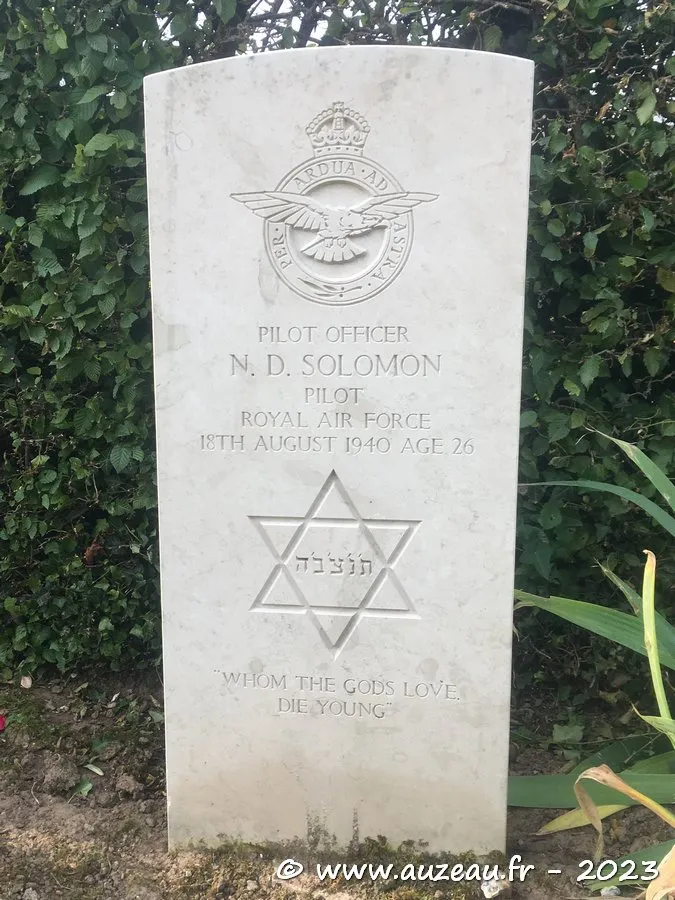 PER · ARDUA · AD ASTRA
PILOT OFFICER
N. D. SOLOMON
PILOT
ROYAL AIR FORCE
18TH AUGUST 1940 AGE 26
ת'נ'צ'ב'ה
"WHOM THE GODS LOVE,
DIE YOUNG"
© www.auzeau.fr - 2023